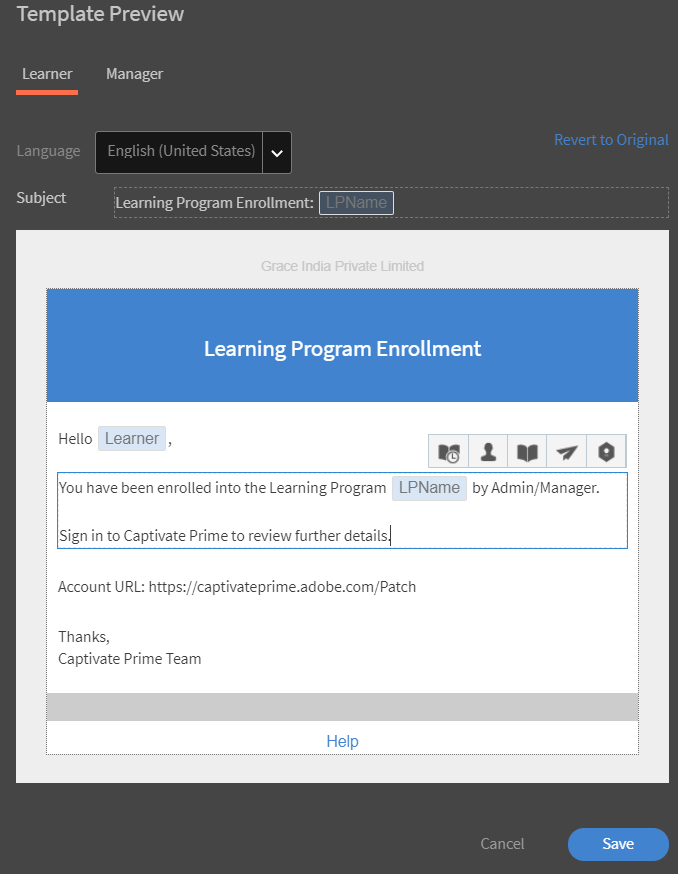 Template Preview
Learner Manager
Language English (United States)
Revert to Original
Subject Learning Program Enrollment: LPName
Grace India Private Limited
Learning Program Enrollment
Hello Learner ,
You have been enrolled into the Learning Program LPName by Admin/Manager.
Sign in to Captivate Prime to review further details.
Account URL: https://captivateprime.adobe.com/Patch
Thanks,
Captivate Prime Team
Help
Cancel Save